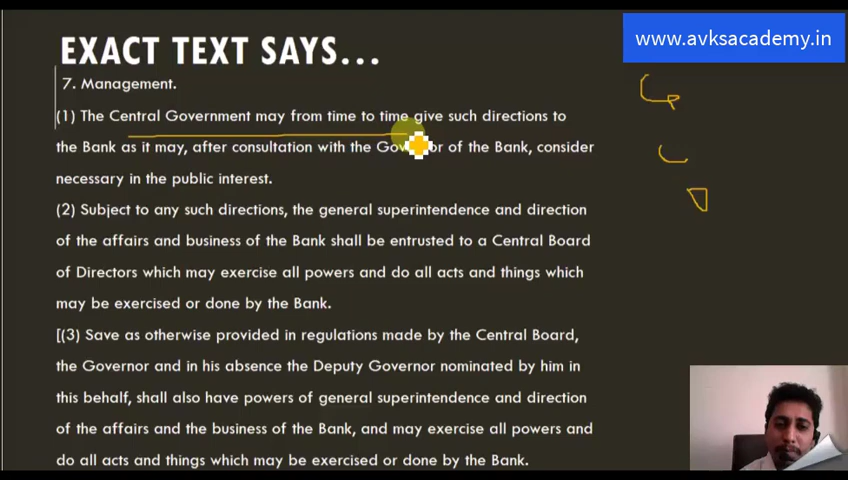 www.avksacademy.in
EXACT TEXT SAYS...
7. Management.
(1) The Central Government may from time to time give such directions to
the Bank as it may, after consultation with the Governor of the Bank, consider
necessary in the public interest.
(2) Subject to any such directions, the general superintendence and direction
of the affairs and business of the Bank shall be entrusted to a Central Board
of Directors which may exercise all powers and do all acts and things which
may be exercised or done by the Bank.
[(3) Save as otherwise provided in regulations made by the Central Board,
the Governor and in his absence the Deputy Governor nominated by him in
this behalf, shall also have powers of general superintendence and direction
of the affairs and the business of the Bank, and may exercise all powers and
do all acts and things which may be exercised or done by the Bank.